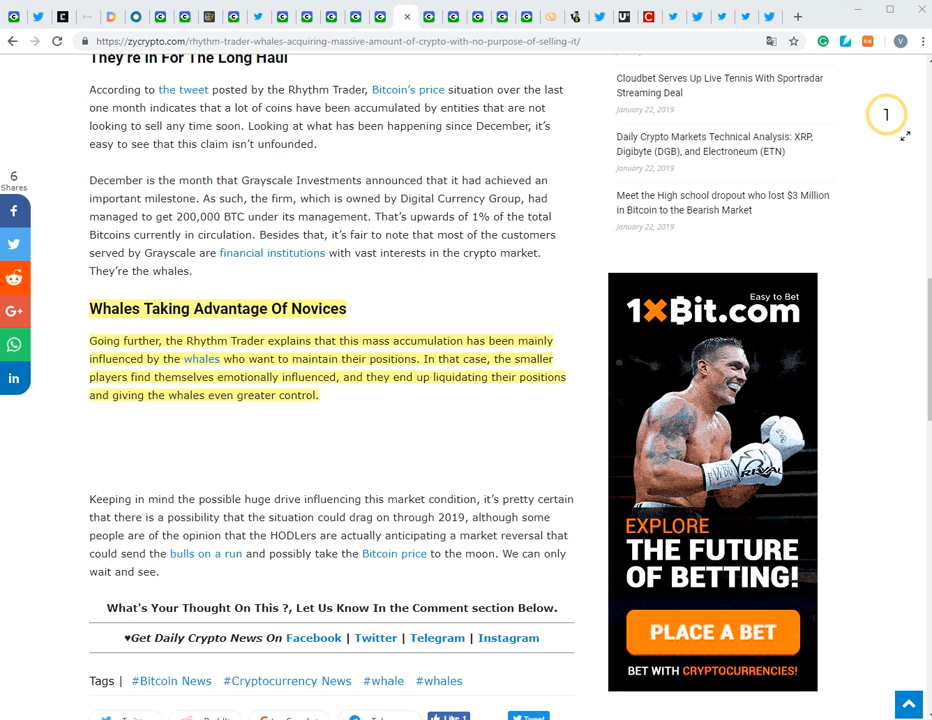 https://zycrypto.com/rhythm-trader-whales-acquiring-massive-amount-of-crypto-with-no-purpose-of-selling-it/
They're In For The Long Haul
According to the tweet posted by the Rhythm Trader, Bitcoin's price situation over the last
one month indicates that a lot of coins have been accumulated by entities that are not
looking to sell any time soon. Looking at what has been happening since December, it's
easy to see that this claim isn't unfounded.
December is the month that Grayscale Investments announced that it had achieved an
important milestone. As such, the firm, which is owned by Digital Currency Group, had
managed to get 200,000 BTC under its management. That's upwards of 1% of the total
Bitcoins currently in circulation. Besides that, it's fair to note that most of the customers
served by Grayscale are financial institutions with vast interests in the crypto market.
They're the whales.
Whales Taking Advantage Of Novices
Going further, the Rhythm Trader explains that this mass accumulation has been mainly
influenced by the whales who want to maintain their positions. In that case, the smaller
players find themselves emotionally influenced, and they end up liquidating their positions
and giving the whales even greater control.
Keeping in mind the possible huge drive influencing this market condition, it's pretty certain
that there is a possibility that the situation could drag on through 2019, although some
people are of the opinion that the HODLers are actually anticipating a market reversal that
could send the bulls on a run and possibly take the Bitcoin price to the moon. We can only
wait and see.
What's Your Thought On This ?, Let Us Know In the Comment section Below.
♥Get Daily Crypto News On Facebook | Twitter | Telegram | Instagram
Tags | #Bitcoin News #Cryptocurrency News #whale #whales
Like 1
Tweet
6
Shares
f
G+
in
Cloudbet Serves Up Live Tennis With Sportradar
Streaming Deal
January 22, 2019
Daily Crypto Markets Technical Analysis: XRP,
Digibyte (DGB), and Electroneum (ETN)
January 22, 2019
Meet the High school dropout who lost $3 Million
in Bitcoin to the Bearish Market
January 22, 2019
1
Easy to Bet
1xBit.com
RIVAL
EXPLORE
THE FUTURE
OF BETTING!
PLACE A BET
BET WITH CRYPTOCURRENCIES!